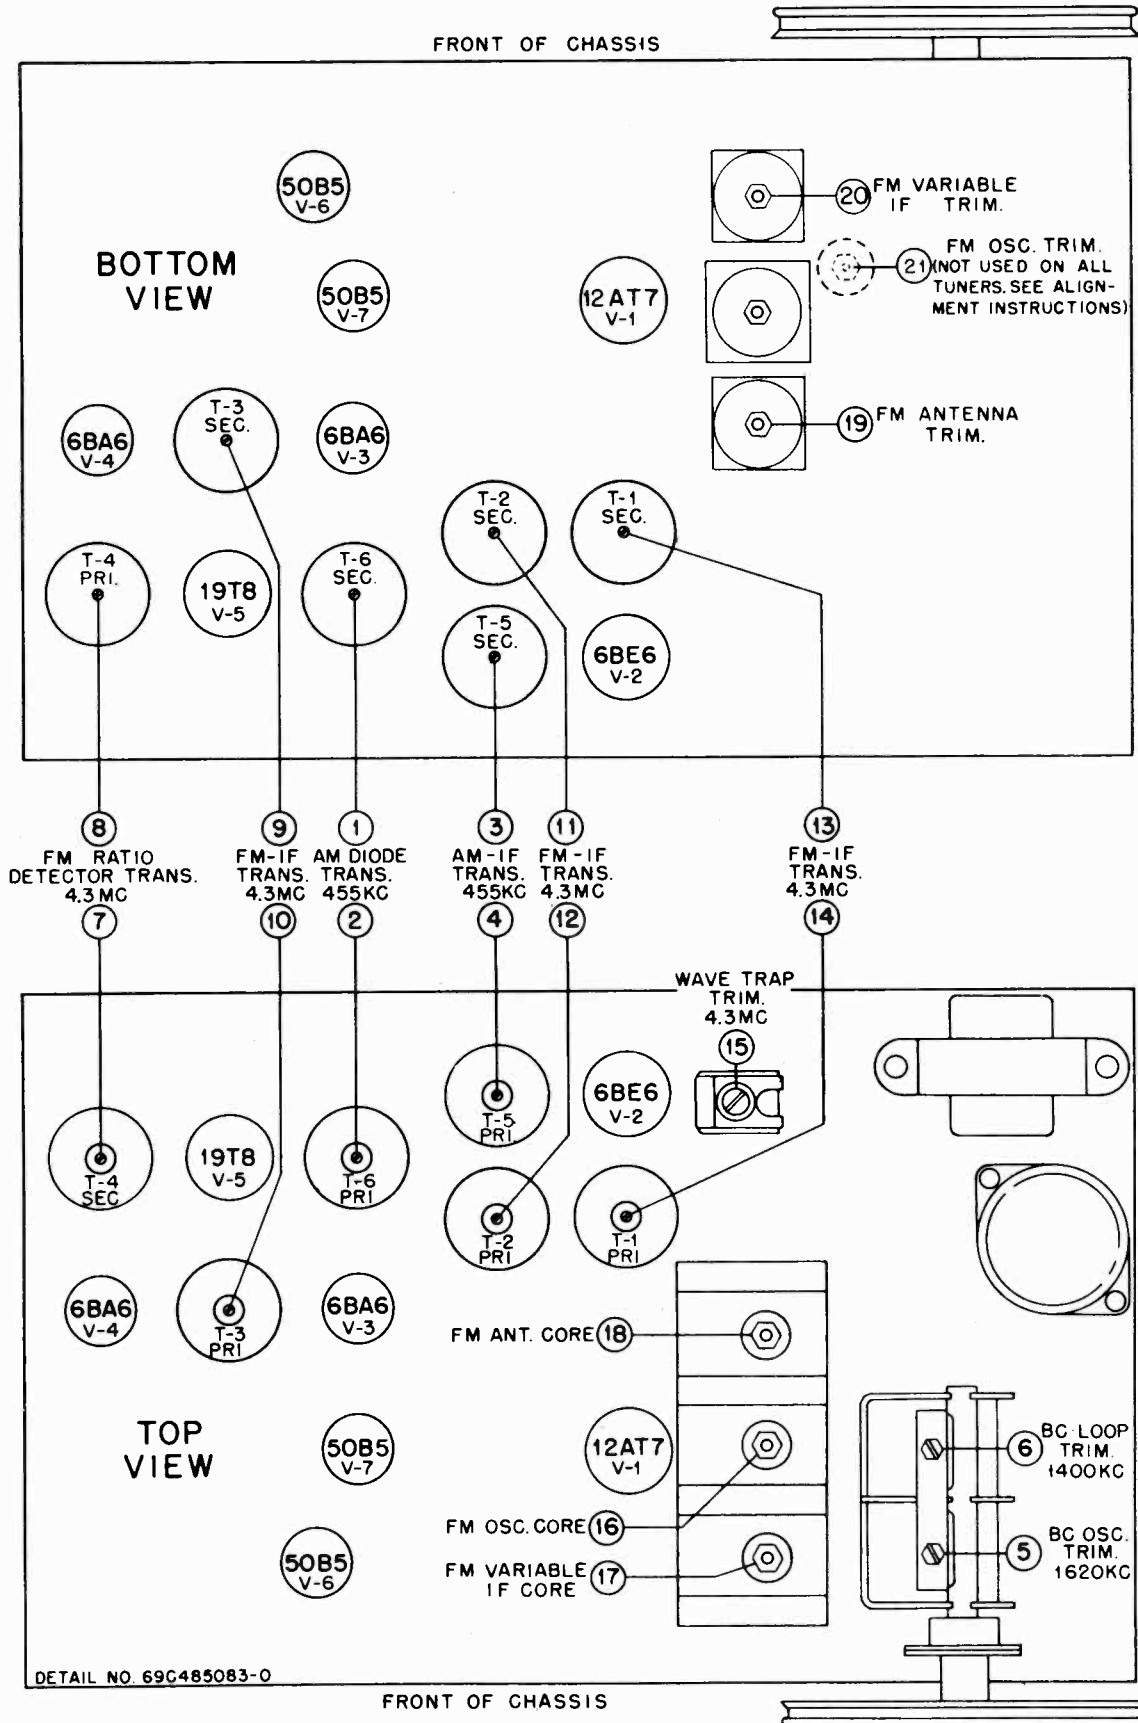 FRONT OF CHASSIS
50B5
V-6
BOTTOM
VIEW
50B5
V-7
12AT7
V-1
20
FM VARIABLE
IF TRIM.
21
FM OSC. TRIM.
(NOT USED ON ALL
TUNERS. SEE ALIGN-
MENT INSTRUCTIONS)
19
FM ANTENNA
TRIM.
6BA6
V-4
T-3
SEC.
6BA6
V-3
T-2
SEC.
T-1
SEC.
T-4
PRI.
19T8
V-5
T-6
SEC.
T-5
SEC.
6BE6
V-2
8
FM RATIO
DETECTOR TRANS.
4.3 MC
7
9
FM-IF
TRANS.
4.3MC
10
1
AM DIODE
TRANS.
455KC
2
3
AM-IF
TRANS.
455KC
4
11
FM-IF
TRANS.
4.3MC
12
13
FM-IF
TRANS.
4.3MC
14
WAVE TRAP
TRIM.
4.3MC
15
T-5
PRI.
6BE6
V-2
T-4
SEC
19T8
V-5
T-6
PRI
T-2
PRI
T-1
PRI
6BA6
V-4
T-3
PRI
6BA6
V-3
FM ANT. CORE 18
TOP
VIEW
50B5
V-7
12AT7
V-1
6
BC LOOP
TRIM.
1400KC
FM OSC. CORE 16
50B5
V-6
FM VARIABLE
IF CORE
17
5
BC OSC.
TRIM.
1620KC
DETAIL NO. 69C485083-0
FRONT OF CHASSIS